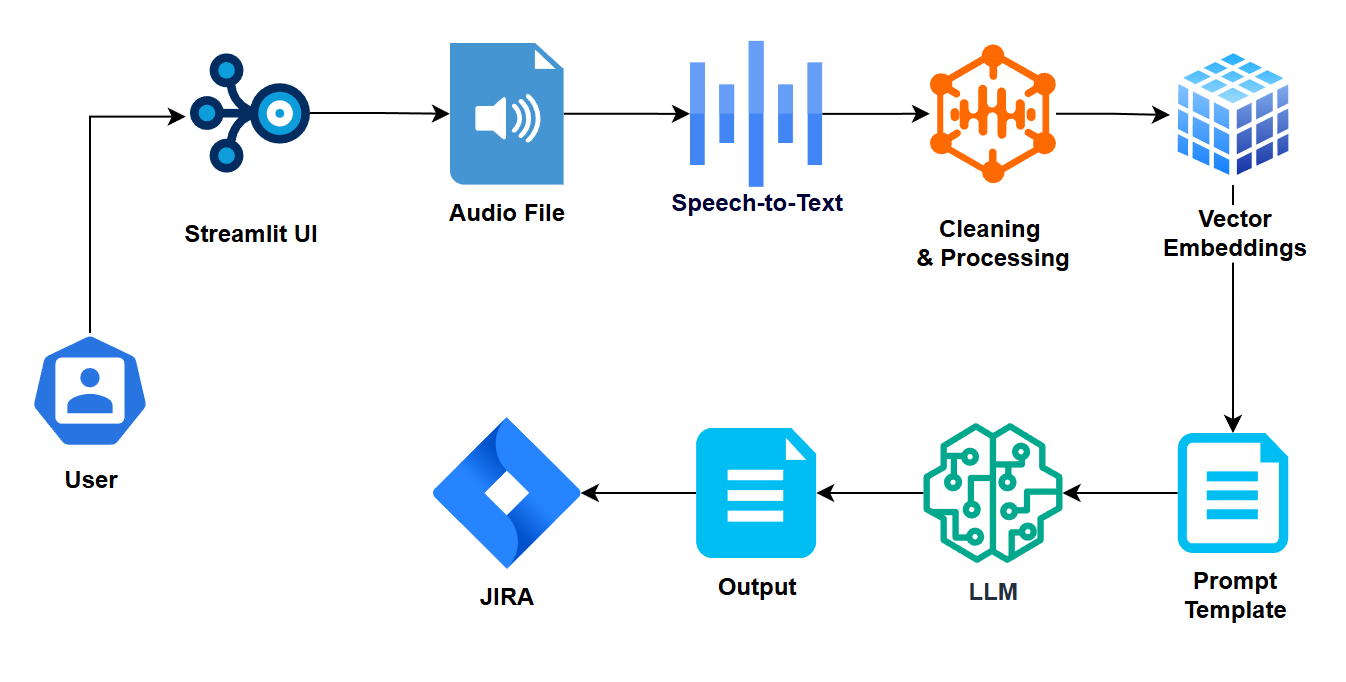 Streamlit UI
Audio File
Speech-to-Text
Cleaning
& Processing
Vector
Embeddings
User
JIRA
Output
LLM
Prompt
Template